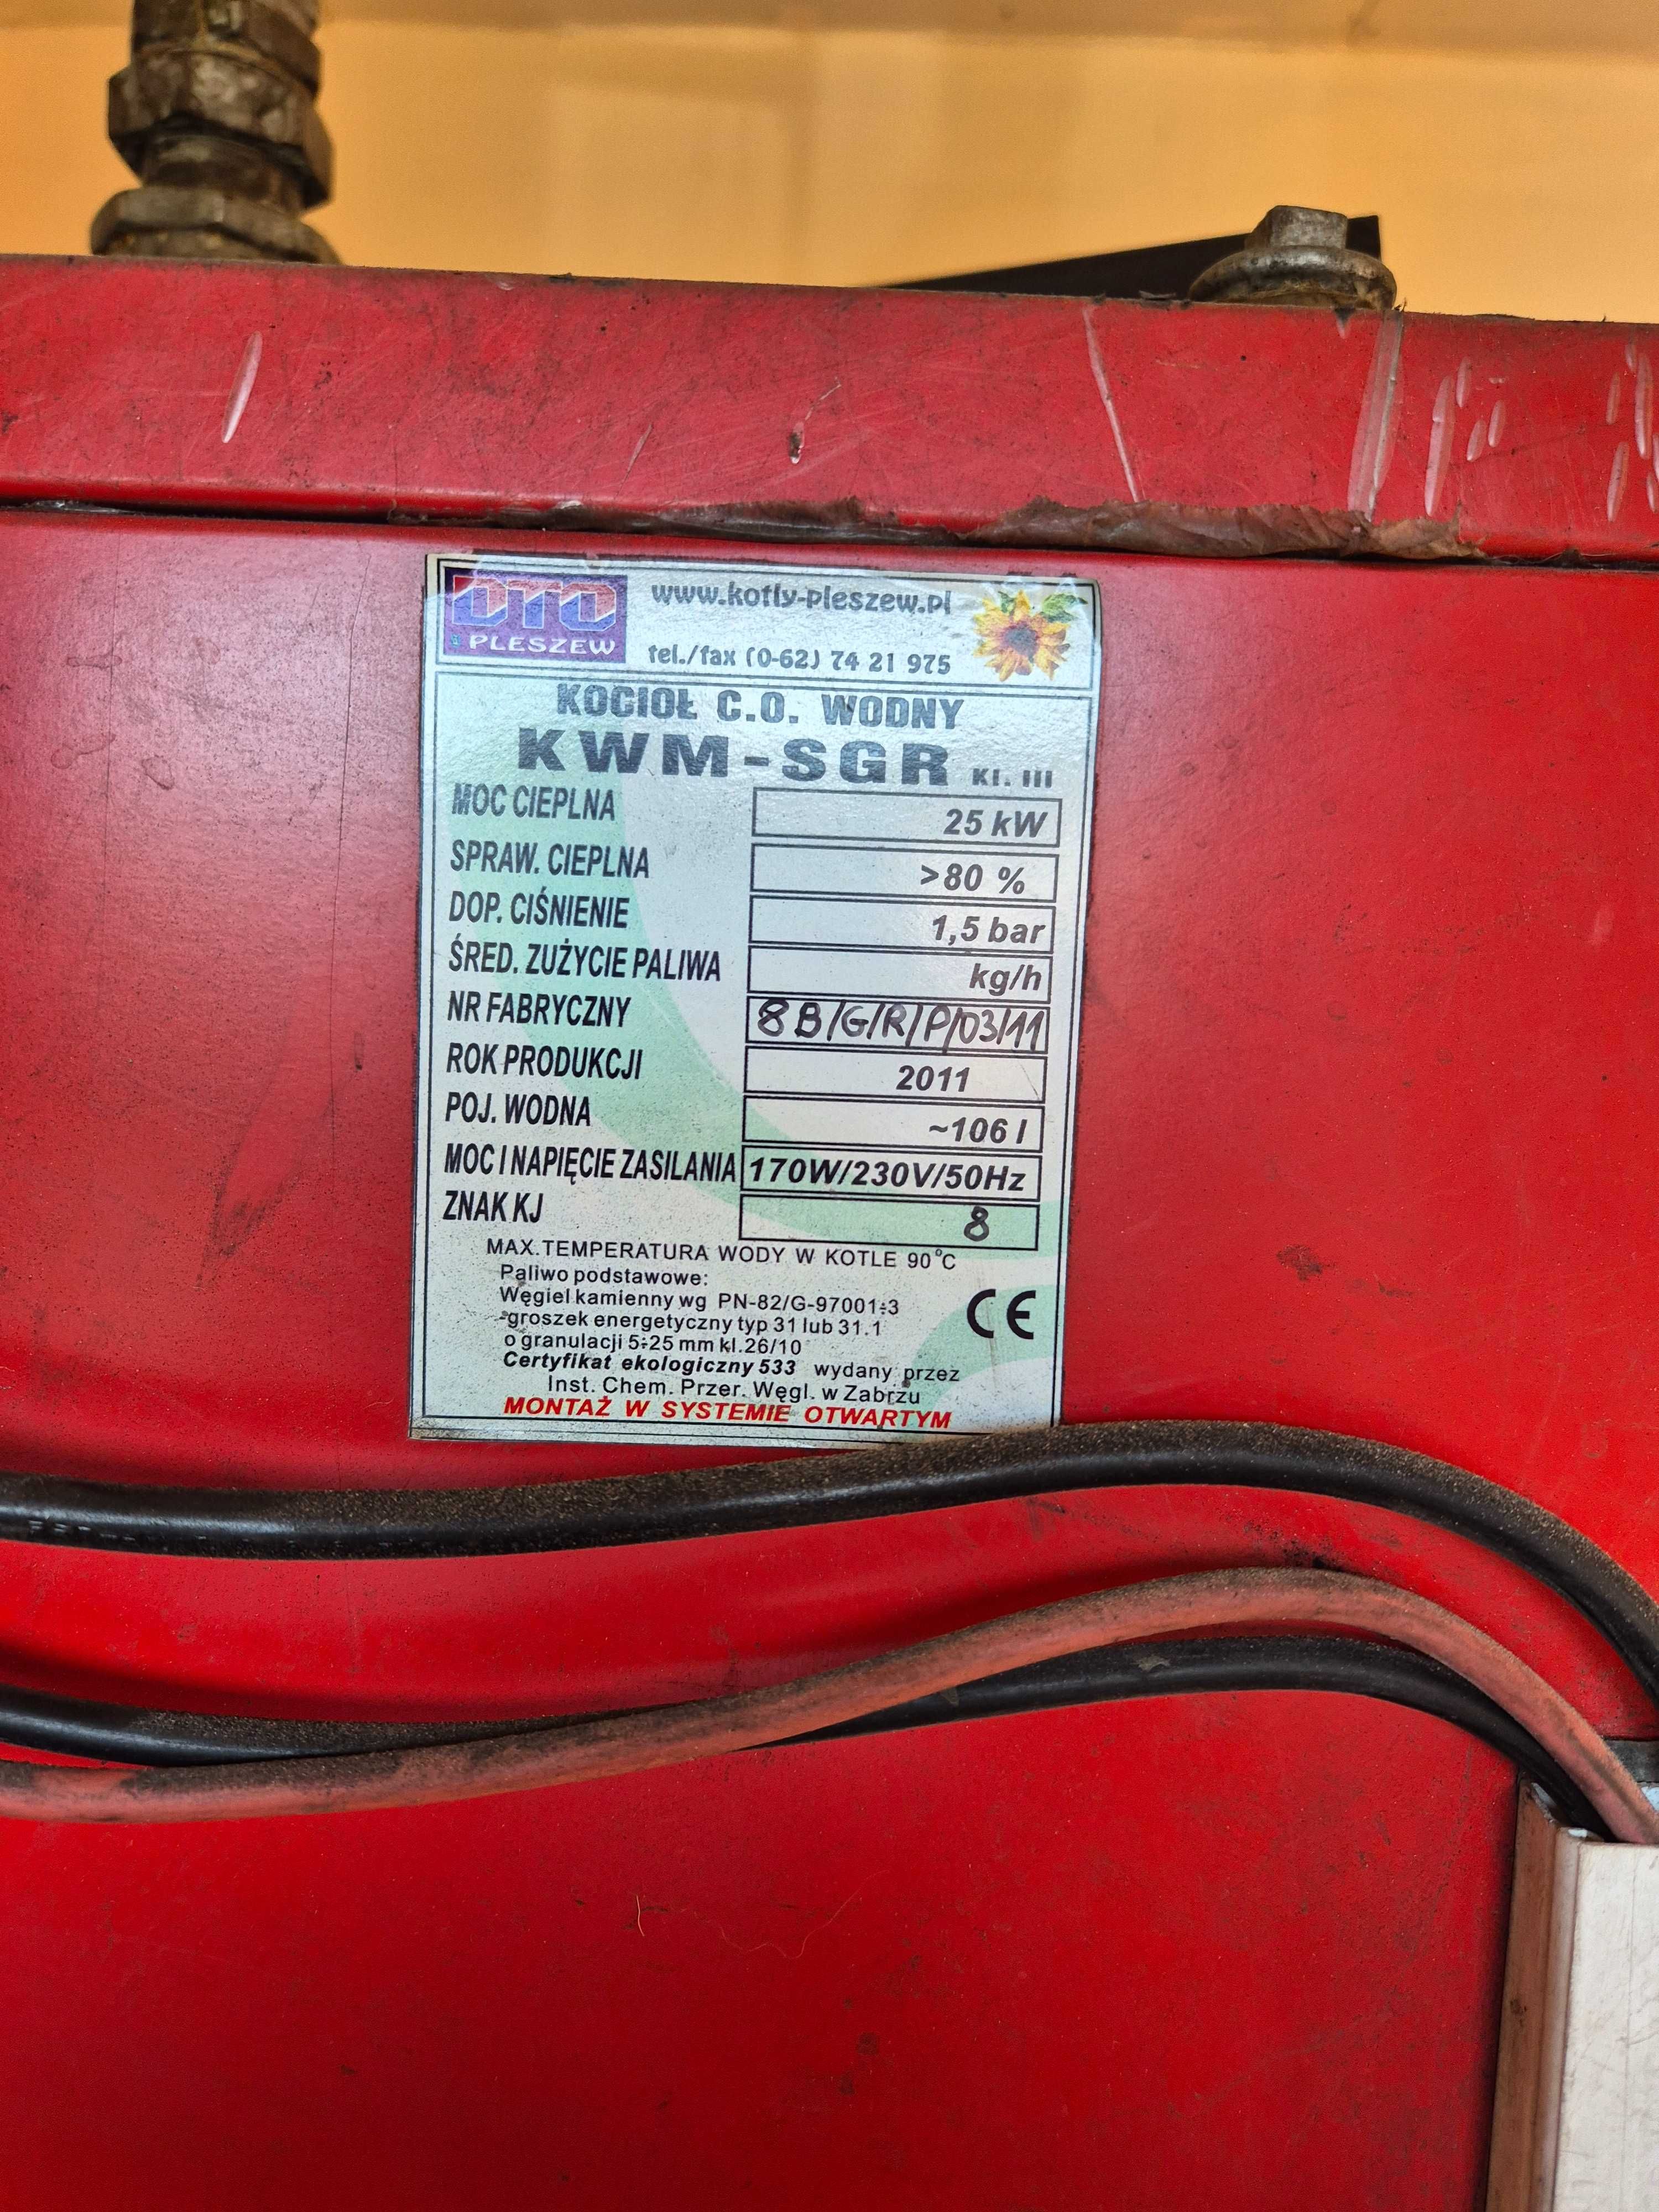 DTO
PLESZEW
www.kotly-pleszew.pl
tel./fax (0-62) 74 21 975
KOCIOŁ C.O. WODNY
KWM-SGR Kl. III
MOC CIEPLNA 25 kW
SPRAW. CIEPLNA >80 %
DOP. CIŚNIENIE 1,5 bar
ŚRED. ZUŻYCIE PALIWA kg/h
NR FABRYCZNY 8B/G/R/P/03/11
ROK PRODUKCJI 2011
POJ. WODNA ~106 l
MOC I NAPIĘCIE ZASILANIA 170W/230V/50Hz
ZNAK KJ 8
MAX.TEMPERATURA WODY W KOTLE 90°C
Paliwo podstawowe:
Węgiel kamienny wg PN-82/G-97001÷3
-groszek energetyczny typ 31 lub 31.1
o granulacji 5÷25 mm kl.26/10
CE
Certyfikat ekologiczny 533 wydany przez
Inst. Chem. Przer. Węgl. w Zabrzu
MONTAŻ W SYSTEMIE OTWARTYM